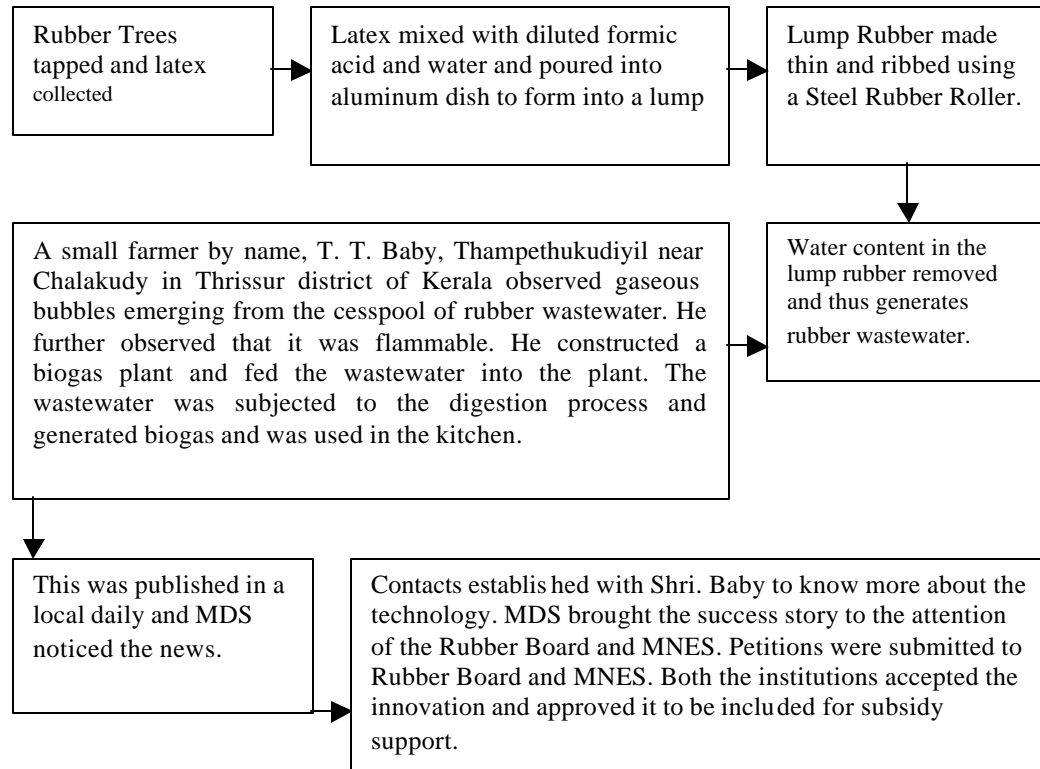 Rubber Trees
tapped and latex
collected
Latex mixed with diluted formic
acid and water and poured into
aluminum dish to form into a lump
Lump Rubber made
thin and ribbed using
a Steel Rubber Roller.
Water content in the
lump rubber removed
and thus generates
rubber wastewater.
A small farmer by name, T. T. Baby, Thampethukudiyil near
Chalakudy in Thrissur district of Kerala observed gaseous
bubbles emerging from the cesspool of rubber wastewater. He
further observed that it was flammable. He constructed a
biogas plant and fed the wastewater into the plant. The
wastewater was subjected to the digestion process and
generated biogas and was used in the kitchen.
This was published in a
local daily and MDS
noticed the news.
Contacts establis hed with Shri. Baby to know more about the
technology. MDS brought the success story to the attention
of the Rubber Board and MNES. Petitions were submitted to
Rubber Board and MNES. Both the institutions accepted the
innovation and approved it to be included for subsidy
support.